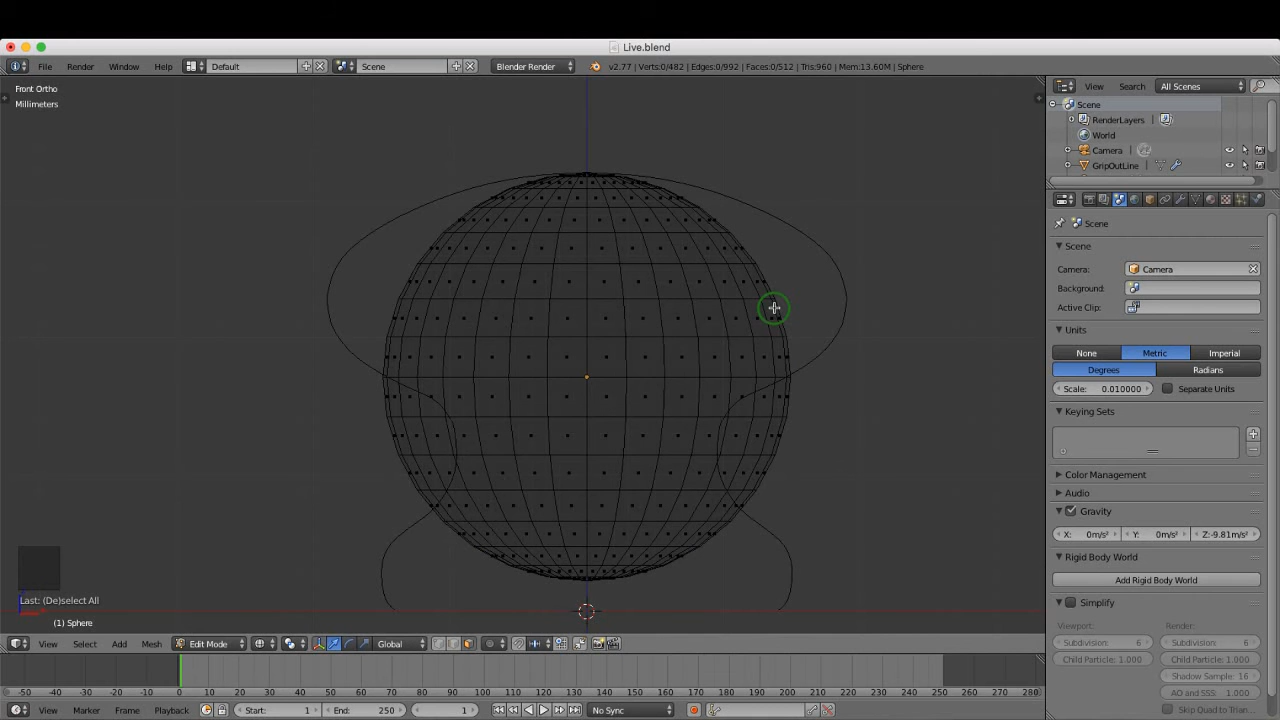 Live.blend
File Render Window Help Default Scene Blender Render v2.77 | Verts:0/482 | Edges:0/992 | Faces:0/512 | Tris:960 | Mem:13.60M | Sphere
Front Ortho
Millimeters
View Search All Scenes
Scene
RenderLayers
World
Camera
GripOutLine
Scene
Scene
Camera: Camera
Background:
Active Clip:
Units
None Metric Imperial
Degrees Radians
Scale: 0.010000 Separate Units
Keying Sets
Color Management
Audio
Gravity
X: 0m/s² Y: 0m/s² Z:-9.81m/s²
Rigid Body World
Add Rigid Body World
Simplify
Viewport: Render:
Subdivision: 6 Subdivision: 6
Child Particle: 1.000 Child Particle: 1.000
Shadow Sample: 16
AO and SSS: 1.000
Skip Quad to Trian...
Last: (De)select All
(1) Sphere
View Select Add Mesh Edit Mode Global
-50 -40 -30 -20 -10 0 10 20 30 40 50 60 70 80 90 100 110 120 130 140 150 160 170 180 190 200 210 220 230 240 250 260 270 280
View Marker Frame Playback Start: 1 End: 250 1 No Sync